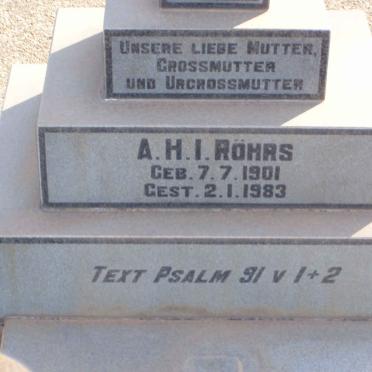 Unsere liebe Mutter,
Grossmutter
und Urgrossmutter
A.H.I. Röhrs
Geb. 7.7.1901
Gest. 2.1.1983
Text Psalm 91 v 1+2